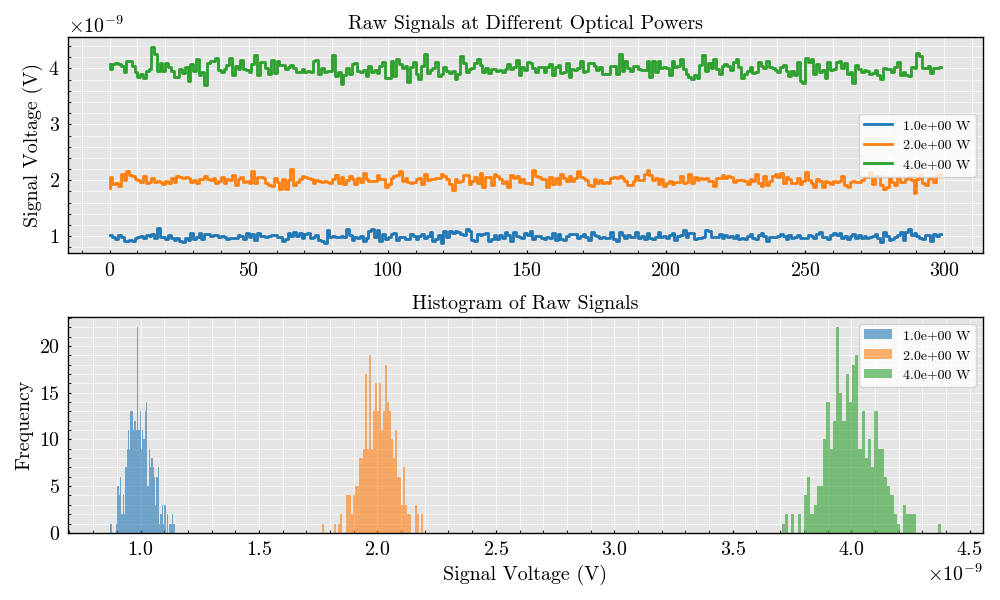 Raw Signals at Different Optical Powers
×10⁻⁹
Signal Voltage (V)
4
3
2
1
0 50 100 150 200 250 300
1.0e+00 W
2.0e+00 W
4.0e+00 W
Histogram of Raw Signals
Frequency
20
15
10
5
0
1.0 1.5 2.0 2.5 3.0 3.5 4.0 4.5
1.0e+00 W
2.0e+00 W
4.0e+00 W
Signal Voltage (V)
×10⁻⁹